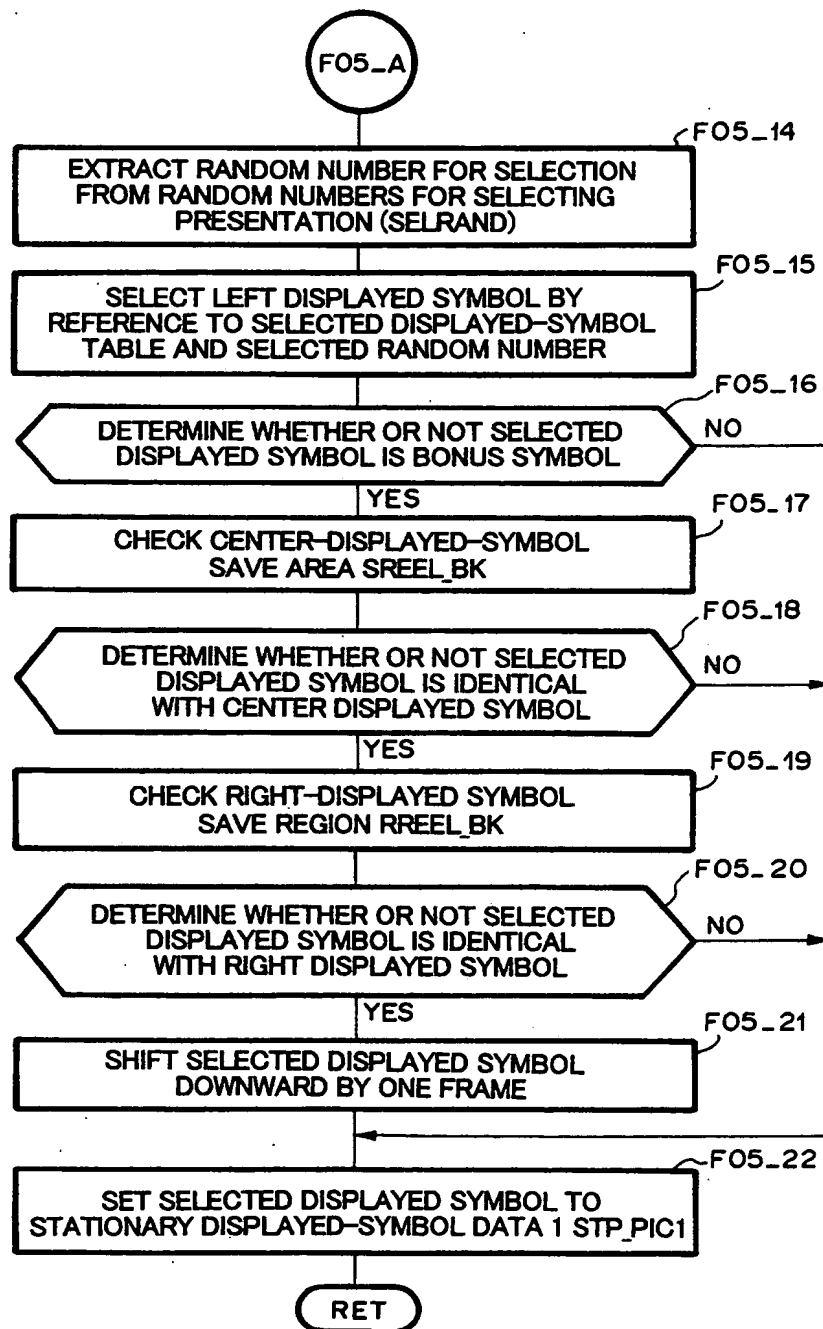 F05_A
F05_14
EXTRACT RANDOM NUMBER FOR SELECTION
FROM RANDOM NUMBERS FOR SELECTING
PRESENTATION (SELRAND)
F05_15
SELECT LEFT DISPLAYED SYMBOL BY
REFERENCE TO SELECTED DISPLAYED-SYMBOL
TABLE AND SELECTED RANDOM NUMBER
F05_16
DETERMINE WHETHER OR NOT SELECTED
DISPLAYED SYMBOL IS BONUS SYMBOL
NO
YES
F05_17
CHECK CENTER-DISPLAYED-SYMBOL
SAVE AREA SREEL_BK
F05_18
DETERMINE WHETHER OR NOT SELECTED
DISPLAYED SYMBOL IS IDENTICAL
WITH CENTER DISPLAYED SYMBOL
NO
YES
F05_19
CHECK RIGHT-DISPLAYED SYMBOL
SAVE REGION RREEL_BK
F05_20
DETERMINE WHETHER OR NOT SELECTED
DISPLAYED SYMBOL IS IDENTICAL
WITH RIGHT DISPLAYED SYMBOL
NO
YES
F05_21
SHIFT SELECTED DISPLAYED SYMBOL
DOWNWARD BY ONE FRAME
F05_22
SET SELECTED DISPLAYED SYMBOL TO
STATIONARY DISPLAYED-SYMBOL DATA 1 STP_PIC1
RET